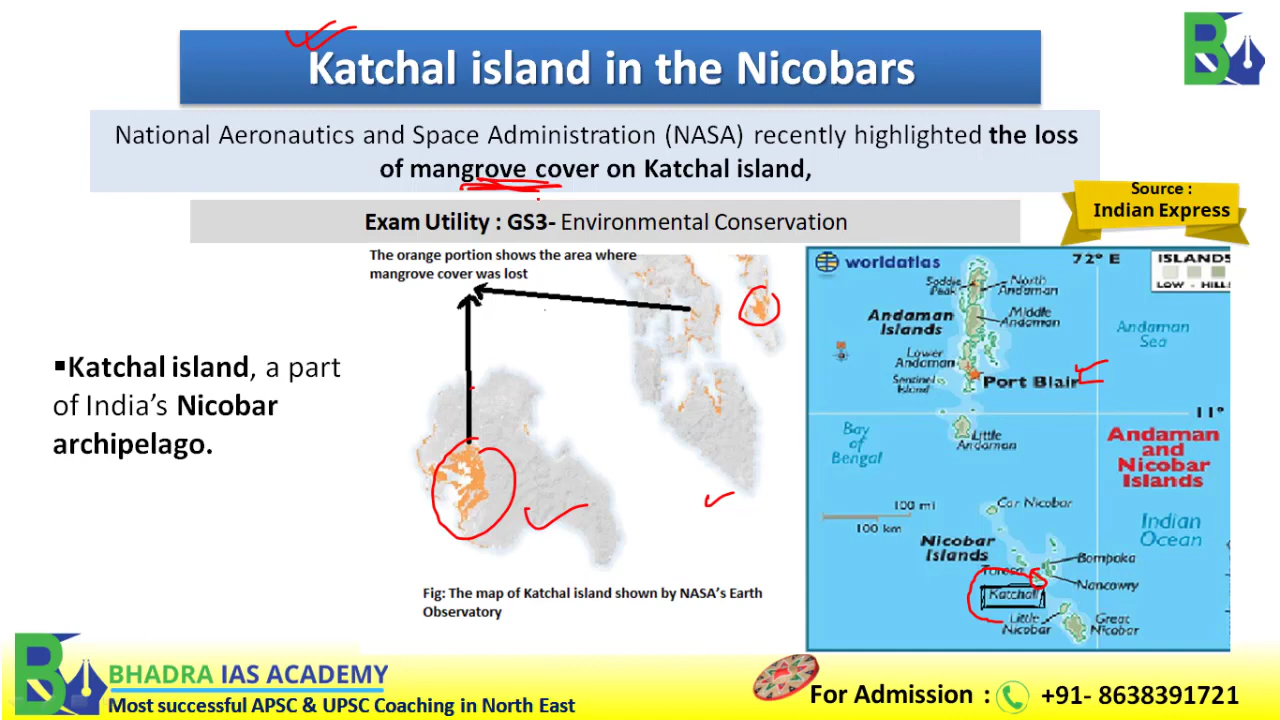 Katchal island in the Nicobars
National Aeronautics and Space Administration (NASA) recently highlighted the loss
of mangrove cover on Katchal island,
Source :
Indian Express
Exam Utility : GS3- Environmental Conservation
The orange portion shows the area where
mangrove cover was lost
▪Katchal island, a part
of India's Nicobar
archipelago.
Fig: The map of Katchal island shown by NASA's Earth
Observatory
worldatlas
72° E
ISLANDS
LOW - HILLS
Saddle
Peak
North
Andaman
Andaman
Islands
Middle
Andaman
Andaman
Sea
Lower
Andaman
Sentinel
Island
Port Blair
11°
Bay
of
Bengal
Little
Andaman
Andaman
and
Nicobar
Islands
100 mi
100 km
Car Nicobar
Indian
Ocean
Nicobar
Islands
Bompoka
Teresa
Nancowry
Katchall
Little
Nicobar
Great
Nicobar
BHADRA IAS ACADEMY
Most successful APSC & UPSC Coaching in North East
For Admission :
+91- 8638391721